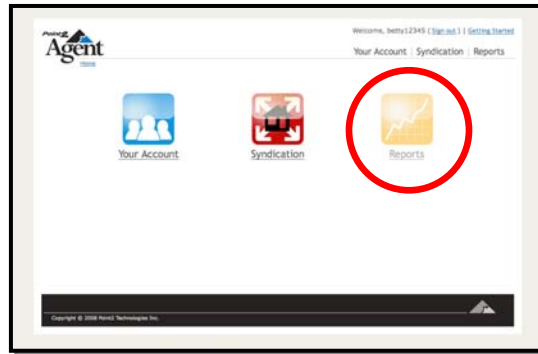 Point2
Agent
Home
Welcome, betty12345 ( Sign out ) | Getting Started
Your Account | Syndication | Reports
Your Account
Syndication
Reports
Copyright © 2008 Point2 Technologies Inc.